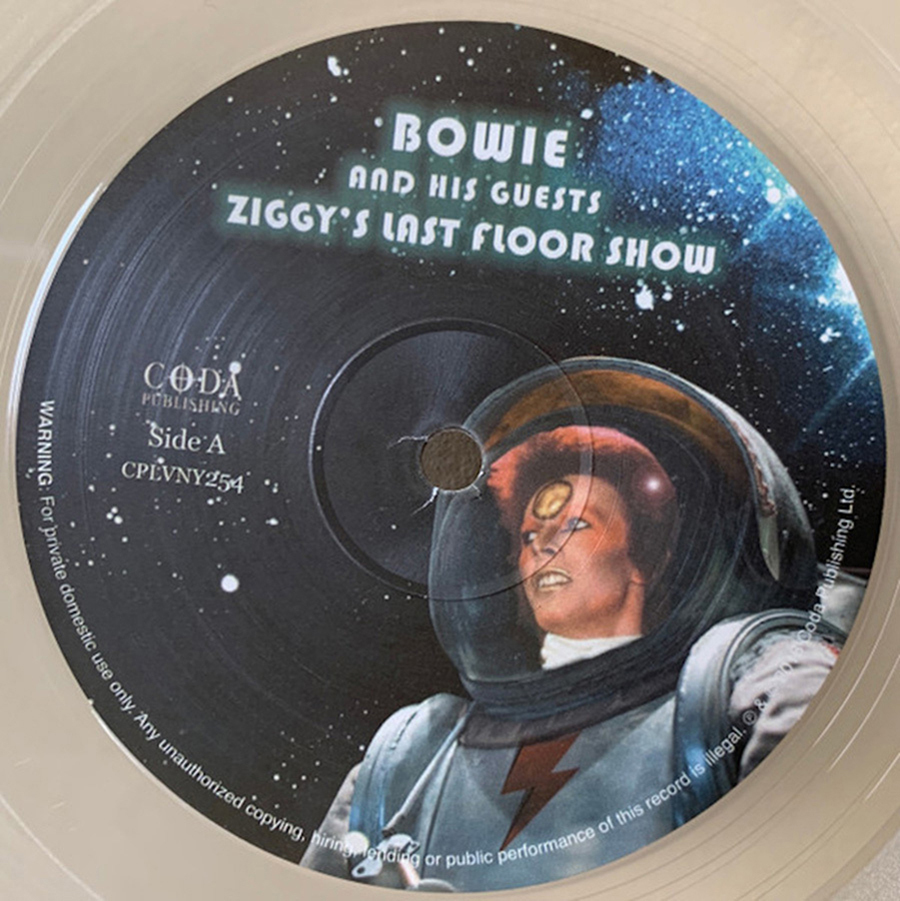 BOWIE
AND HIS GUESTS
ZIGGY'S LAST FLOOR SHOW
CODA
PUBLISHING
Side A
CPLVNY254
WARNING: For private domestic use only. Any unauthorized copying, hiring, lending or public performance of this record is illegal. ℗ & Coda Publishing Ltd.